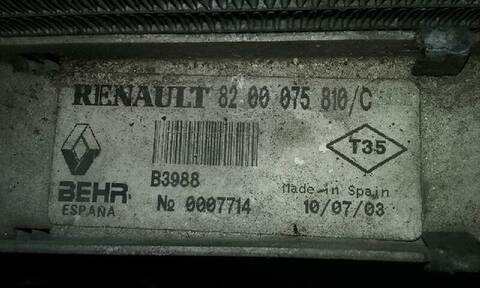 RENAULT 82 00 075 810/C
T35
B3988
BEHR
Made in Spain
ESPAÑA
№ 0007714
10/07/03